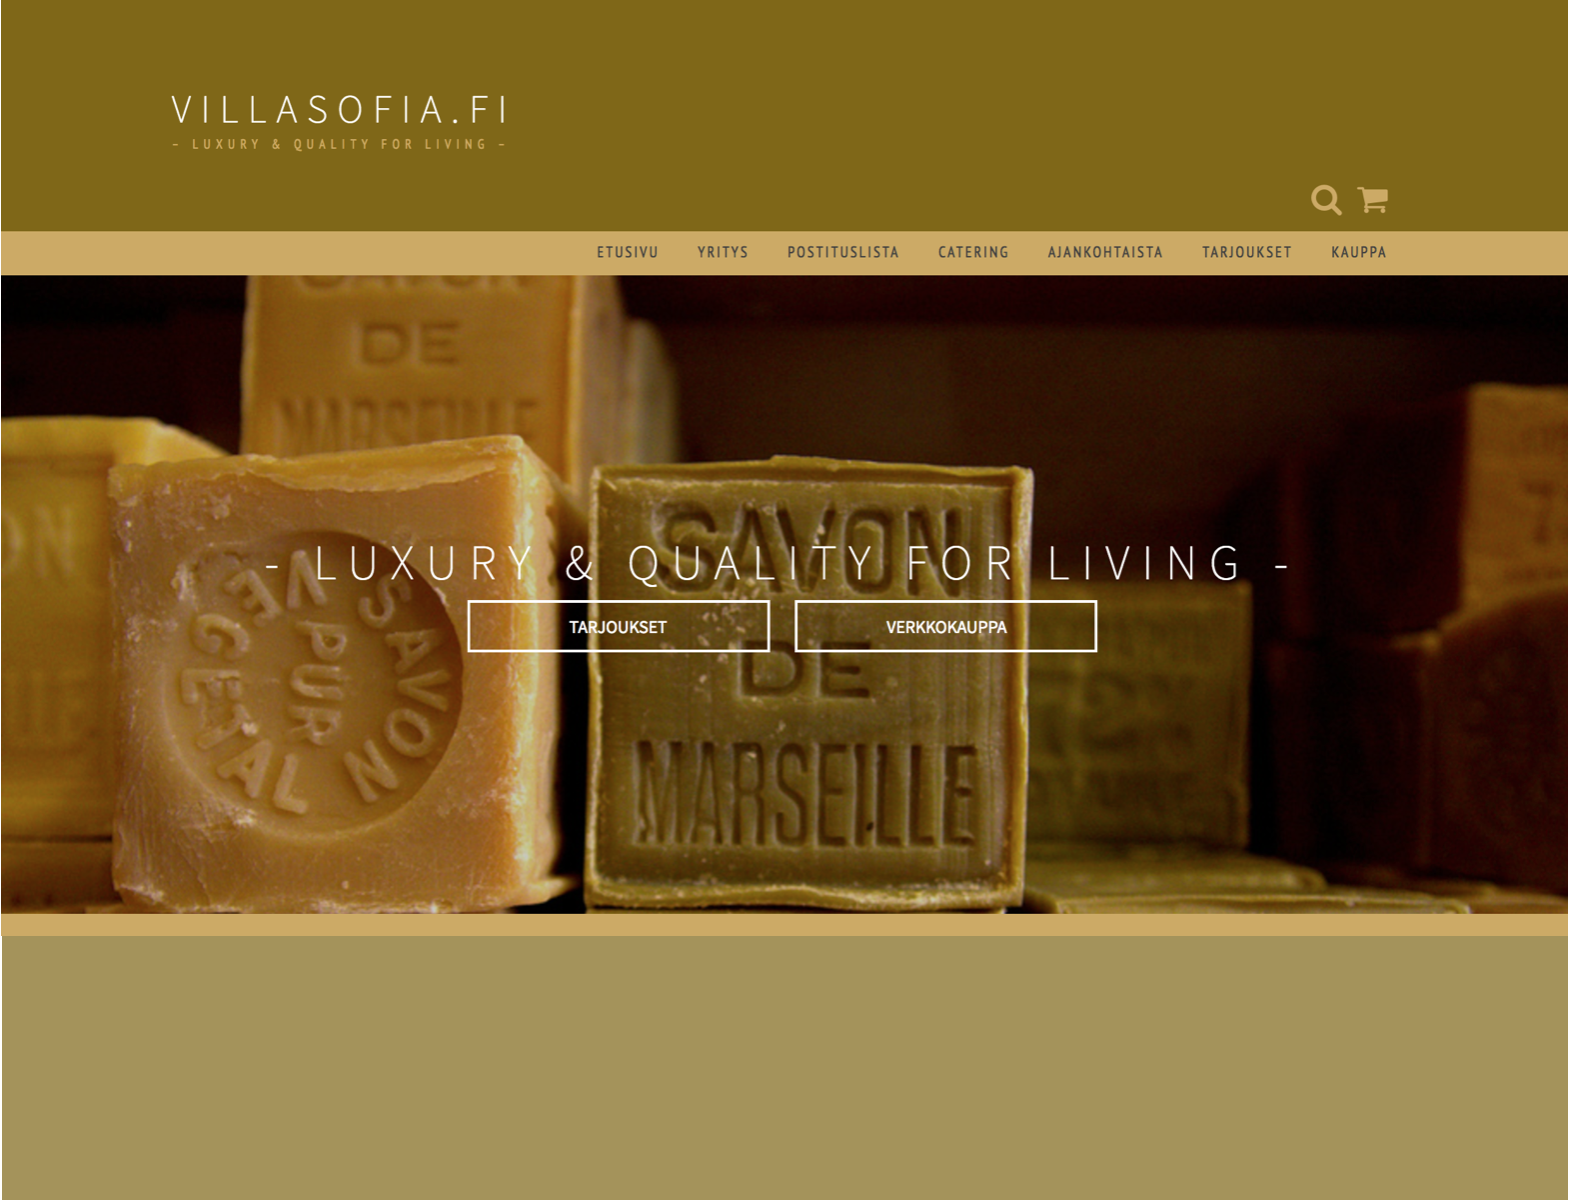 VILLASOFIA.FI
- LUXURY & QUALITY FOR LIVING -
ETUSIVU YRITYS POSTITUSLISTA CATERING AJANKOHTAISTA TARJOUKSET KAUPPA
SAVON
DE
MARSEILLE
- LUXURY & QUALITY FOR LIVING -
TARJOUKSET VERKKOKAUPPA
SAVON VEGETAL
PUR
SAVON
DE
MARSEILLE